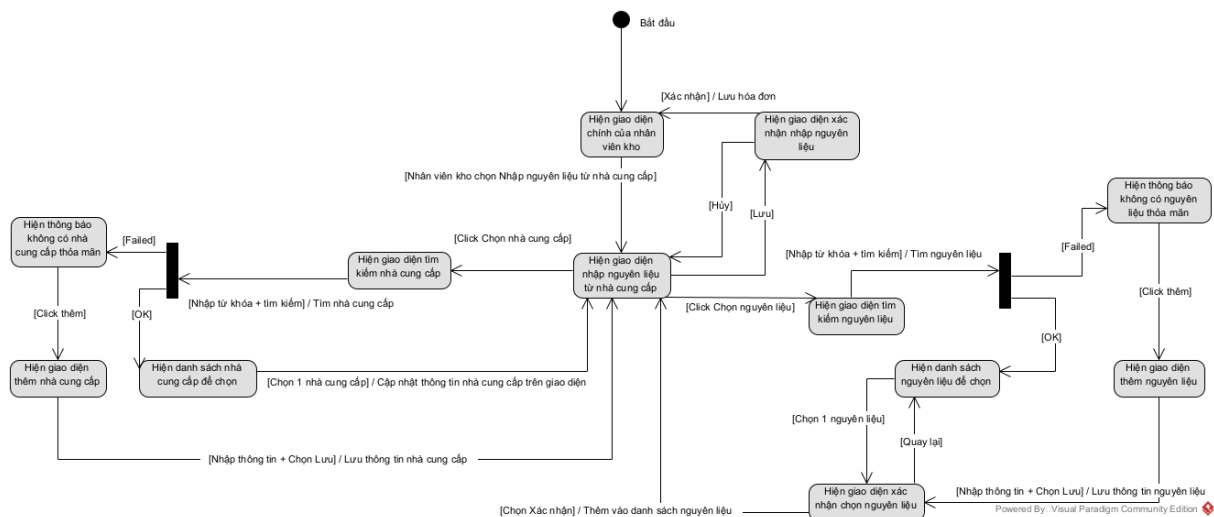 Bắt đầu
[Xác nhận] / Lưu hóa đơn
Hiện giao diện
chính của nhân
viên kho
Hiện giao diện xác
nhận nhập nguyên
liệu
[Nhân viên kho chọn Nhập nguyên liệu từ nhà cung cấp]
[Hủy]
[Lưu]
Hiện thông báo
không có nguyên
liệu thỏa mãn
Hiện thông báo
không có nhà
cung cấp thỏa mãn
[Failed]
[Click Chọn nhà cung cấp]
Hiện giao diện tìm
kiếm nhà cung cấp
Hiện giao diện
nhập nguyên liệu
từ nhà cung cấp
[Nhập từ khóa + tìm kiếm] / Tìm nguyên liệu
[Failed]
[Nhập từ khóa + tìm kiếm] / Tìm nhà cung cấp
[Click Chọn nguyên liệu]
Hiện giao diện tìm
kiếm nguyên liệu
[Click thêm]
[Click thêm]
[OK]
[OK]
Hiện giao diện
thêm nhà cung cấp
Hiện danh sách nhà
cung cấp để chọn
[Chọn 1 nhà cung cấp] / Cập nhật thông tin nhà cung cấp trên giao diện
Hiện danh sách
nguyên liệu để chọn
Hiện giao diện
thêm nguyên liệu
[Chọn 1 nguyên liệu]
[Quay lại]
[Nhập thông tin + Chọn Lưu] / Lưu thông tin nhà cung cấp
Hiện giao diện xác
nhận chọn nguyên liệu
[Nhập thông tin + Chọn Lưu] / Lưu thông tin nguyên liệu
[Chọn Xác nhận] / Thêm vào danh sách nguyên liệu
Powered By Visual Paradigm Community Edition